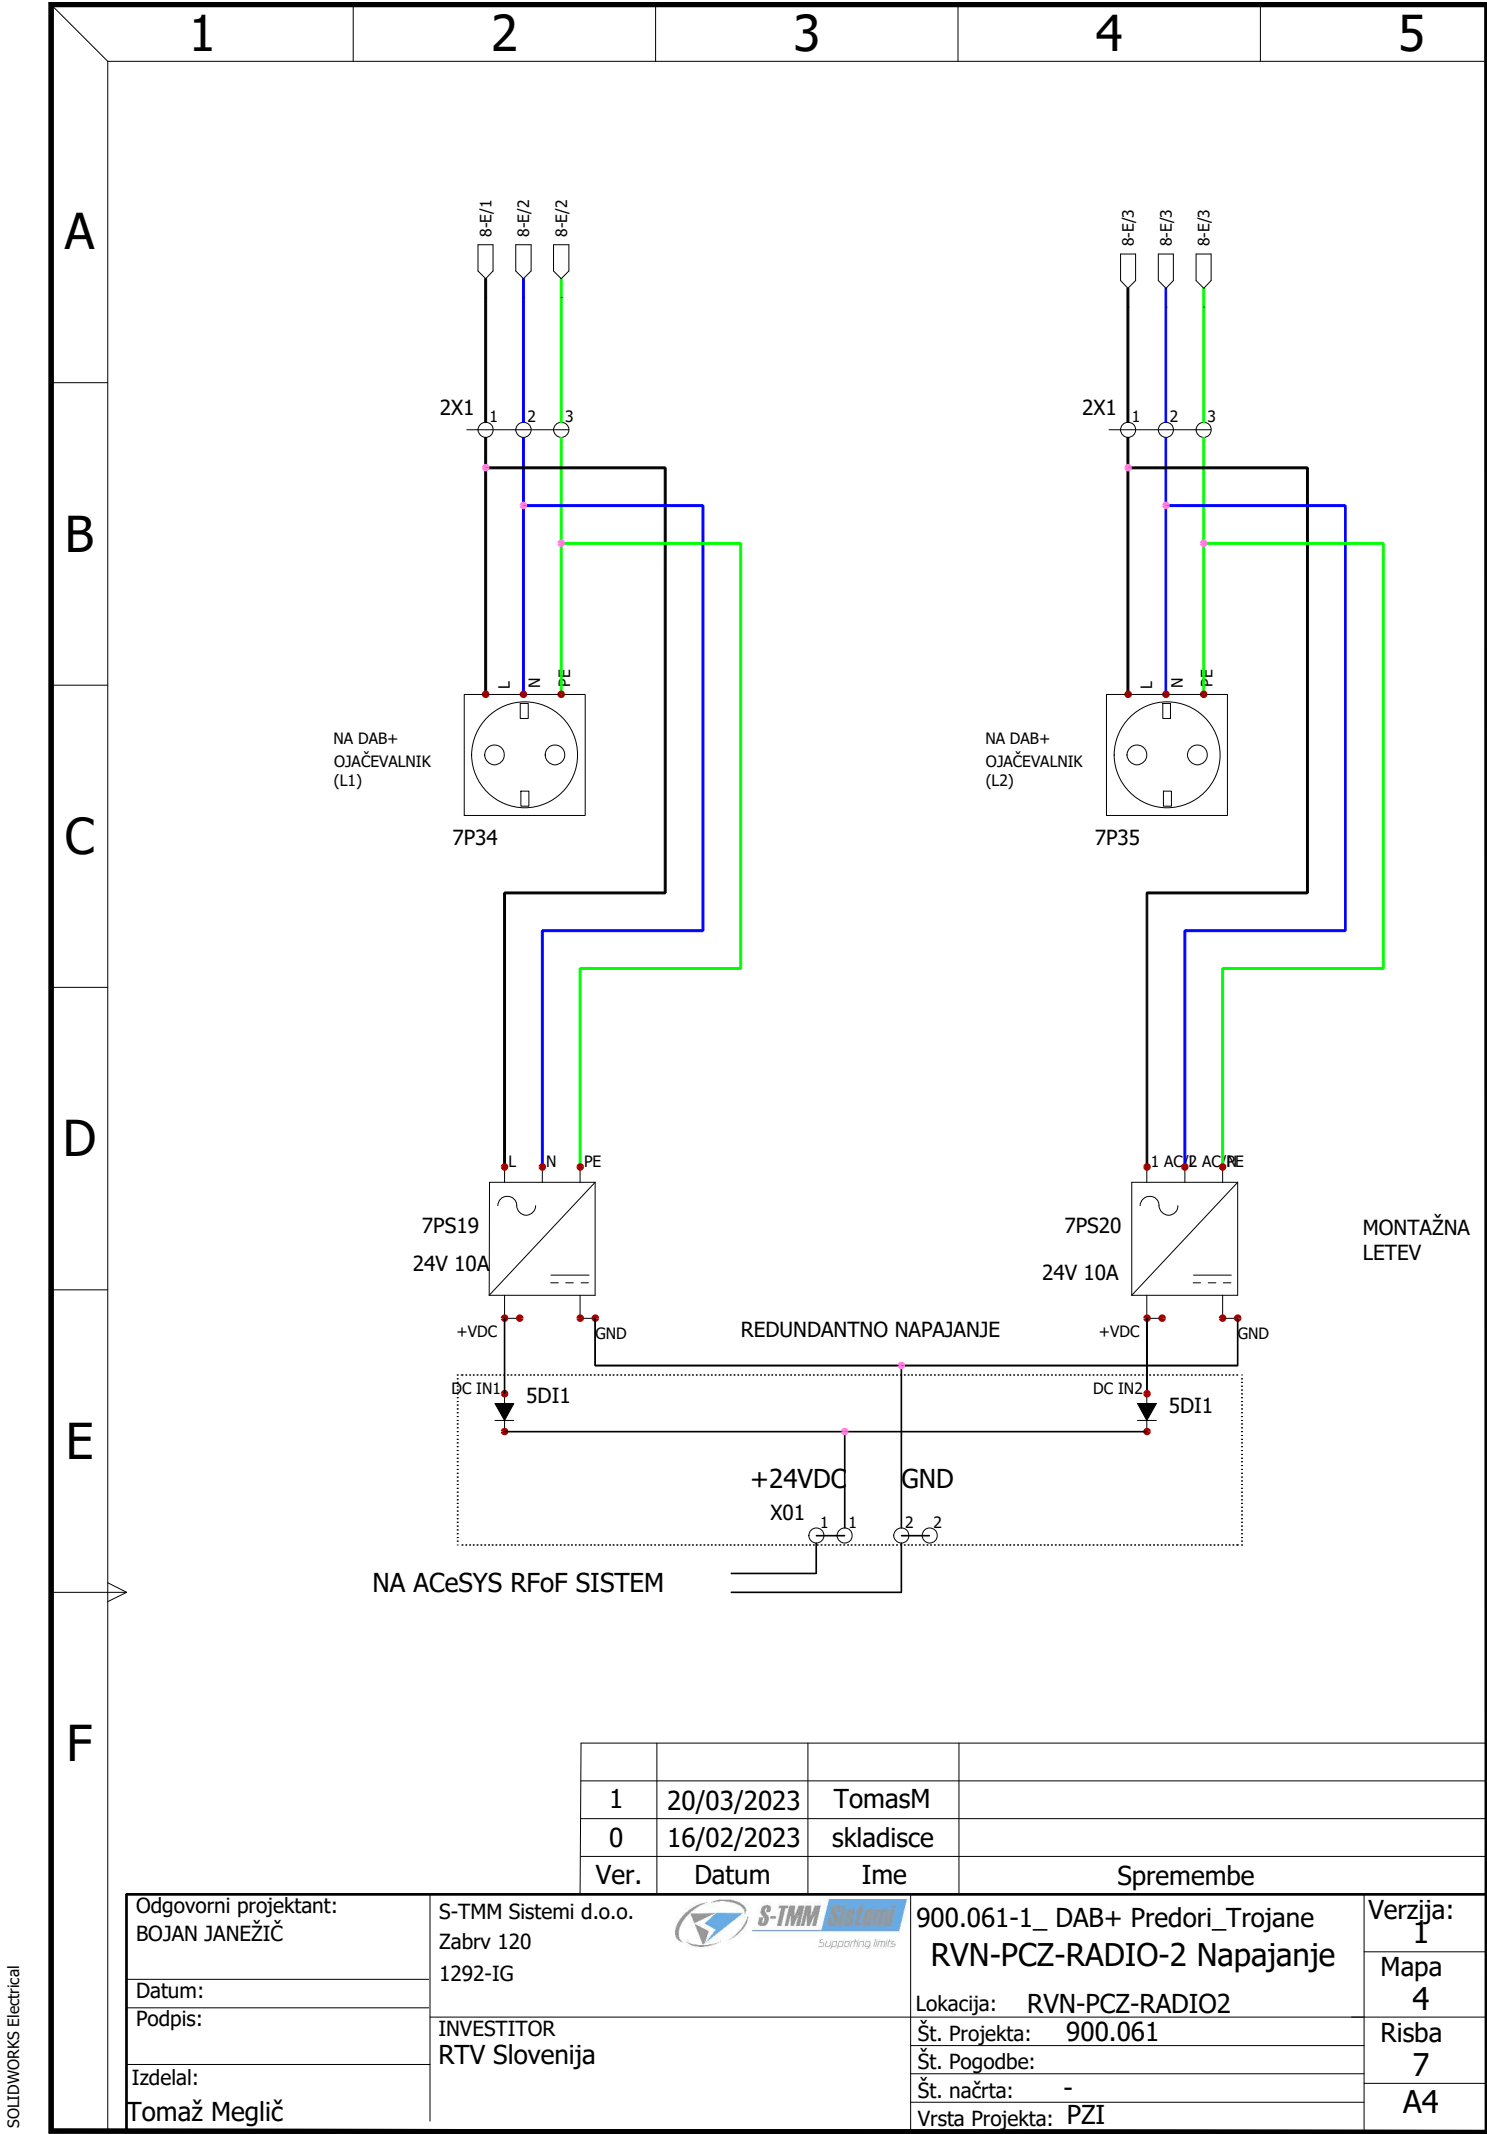 1 2 3 4 5
A
B
C
D
E
F
8-E/1 8-E/2 8-E/2
8-E/3 8-E/3 8-E/3
2X1 1 2 3
2X1 1 2 3
L N PE
L N PE
NA DAB+
OJAČEVALNIK
(L1)
7P34
NA DAB+
OJAČEVALNIK
(L2)
7P35
L N PE
7PS19
24V 10A
+VDC GND
1 AC/L 2 AC/N PE
7PS20
24V 10A
+VDC GND
MONTAŽNA
LETEV
REDUNDANTNO NAPAJANJE
DC IN1 5DI1
DC IN2 5DI1
+24VDC GND
X01 1 1 2 2
NA ACeSYS RFoF SISTEM
1 20/03/2023 TomasM
0 16/02/2023 skladisce
Ver. Datum Ime Spremembe
Odgovorni projektant:
BOJAN JANEŽIČ
Datum:
Podpis:
Izdelal:
Tomaž Meglič
S-TMM Sistemi d.o.o.
Zabrv 120
1292-IG
S-TMM Sistemi
Supporting limits
INVESTITOR
RTV Slovenija
900.061-1_ DAB+ Predori_Trojane
RVN-PCZ-RADIO-2 Napajanje
Lokacija: RVN-PCZ-RADIO2
Št. Projekta: 900.061
Št. Pogodbe:
Št. načrta: -
Vrsta Projekta: PZI
Verzija:
1
Mapa
4
Risba
7
A4
SOLIDWORKS Electrical